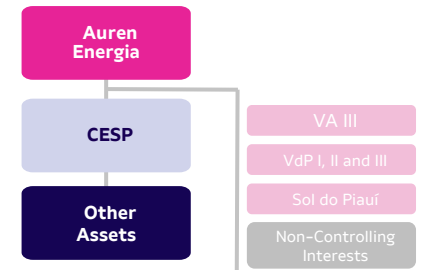 Auren
Energia
CESP
Other
Assets
VA III
VdP I, II and III
Sol do Piauí
Non-Controlling
Interests